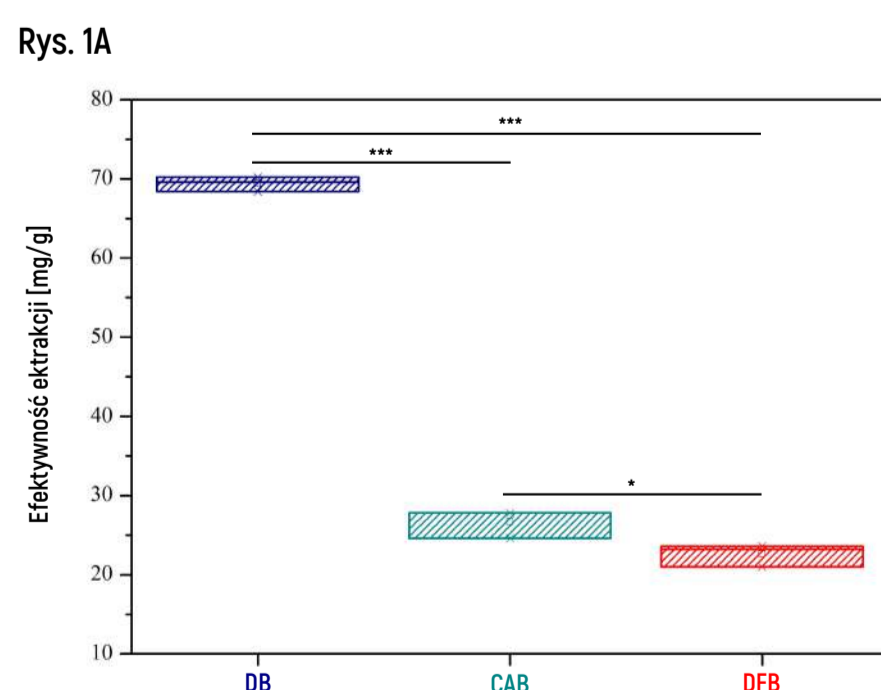 Rys. 1A
Efektywność ektrakcji [mg/g]
80
70
60
50
40
30
20
10
***
***
*
DB
CAB
DFB